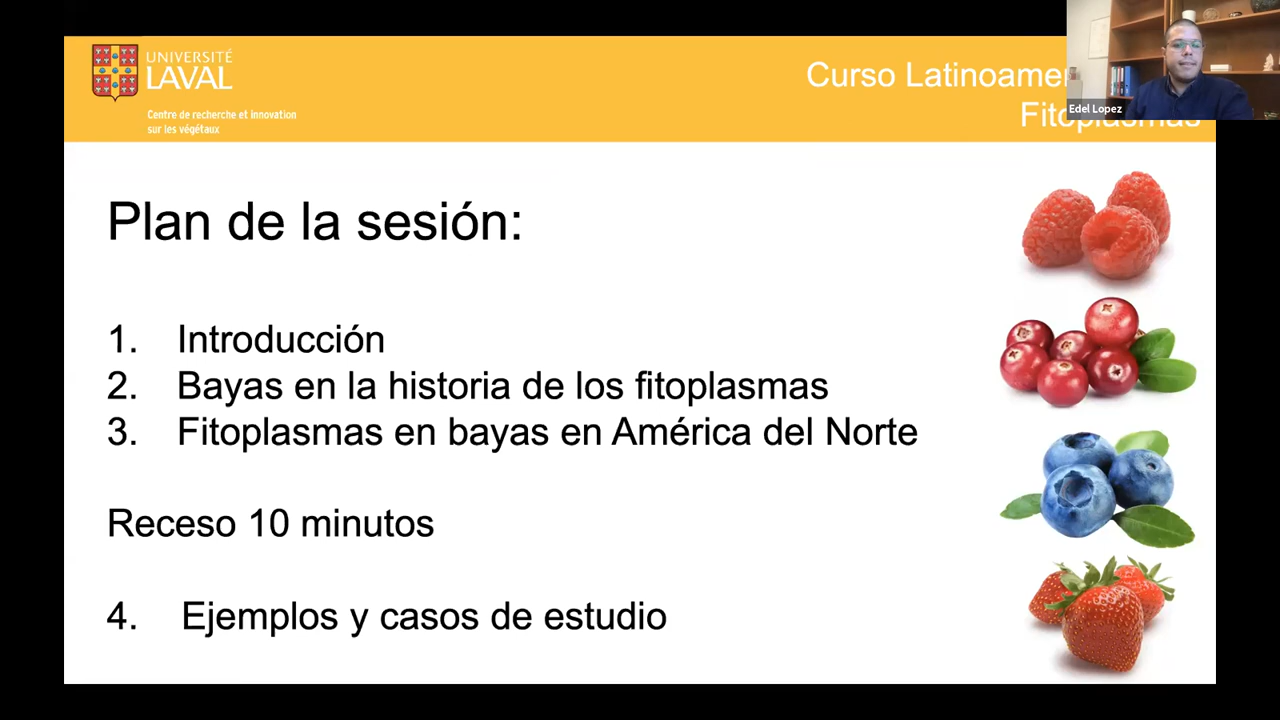 UNIVERSITÉ
LAVAL
Centre de recherche et innovation
sur les végétaux
Curso Latinoamer
Fitoplasmas
Edel Lopez
Plan de la sesión:
1. Introducción
2. Bayas en la historia de los fitoplasmas
3. Fitoplasmas en bayas en América del Norte
Receso 10 minutos
4. Ejemplos y casos de estudio